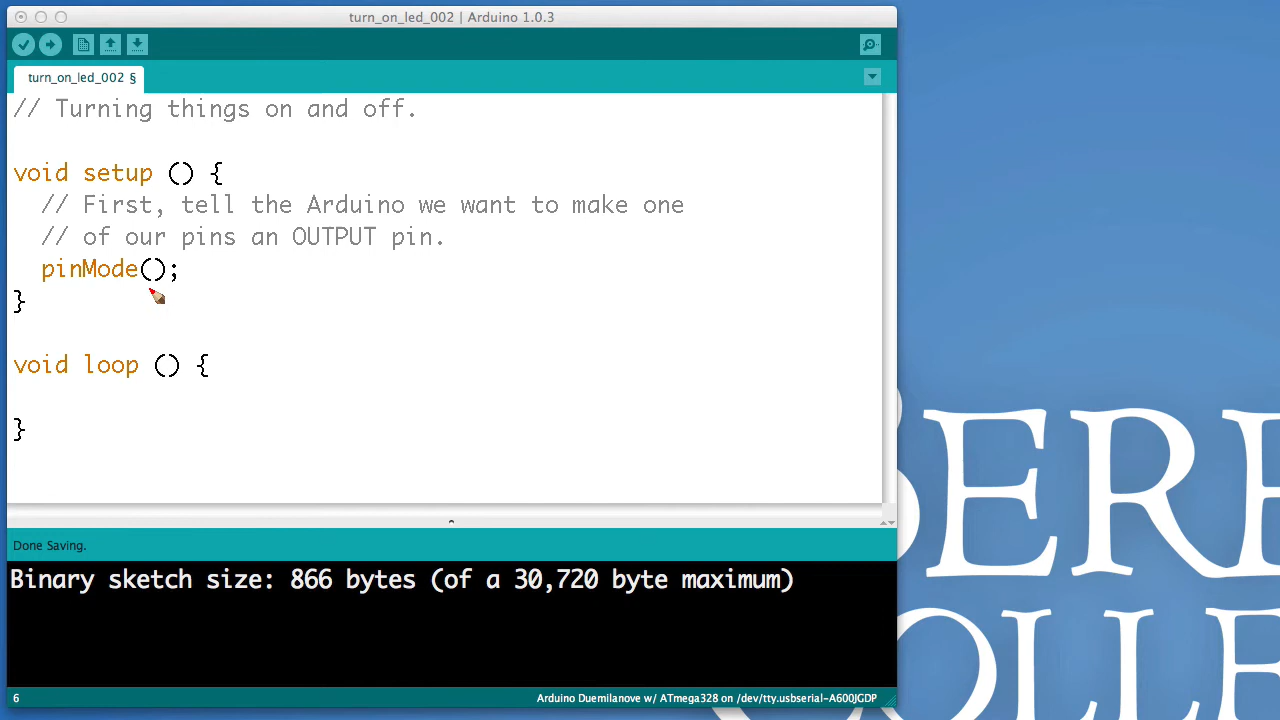 turn_on_led_002 | Arduino 1.0.3
turn_on_led_002 §
// Turning things on and off.
void setup () {
// First, tell the Arduino we want to make one
// of our pins an OUTPUT pin.
pinMode();
}
void loop () {
}
Done Saving.
Binary sketch size: 866 bytes (of a 30,720 byte maximum)
6
Arduino Duemilanove w/ ATmega328 on /dev/tty.usbserial-A600JGDP
SERE
OLLE